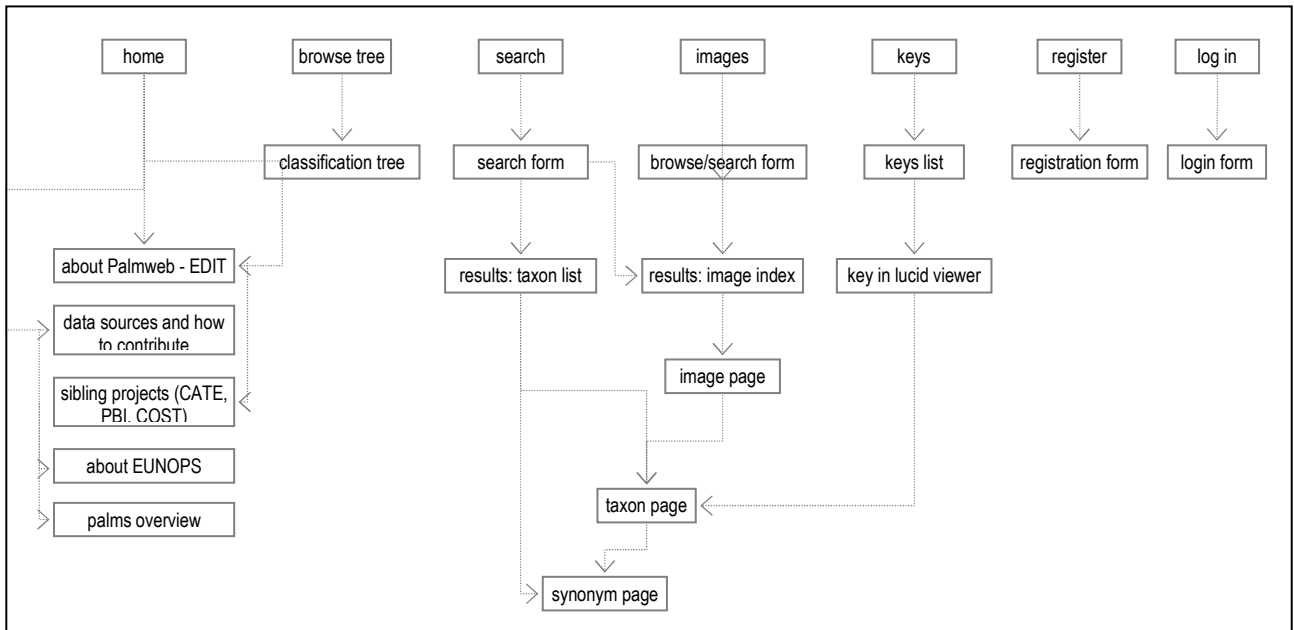 home
browse tree
search
images
keys
register
log in
classification tree
search form
browse/search form
keys list
registration form
login form
about Palmweb - EDIT
results: taxon list
results: image index
key in lucid viewer
data sources and how
to contribute
image page
sibling projects (CATE,
PBI, COST)
about EUNOPS
taxon page
palms overview
synonym page